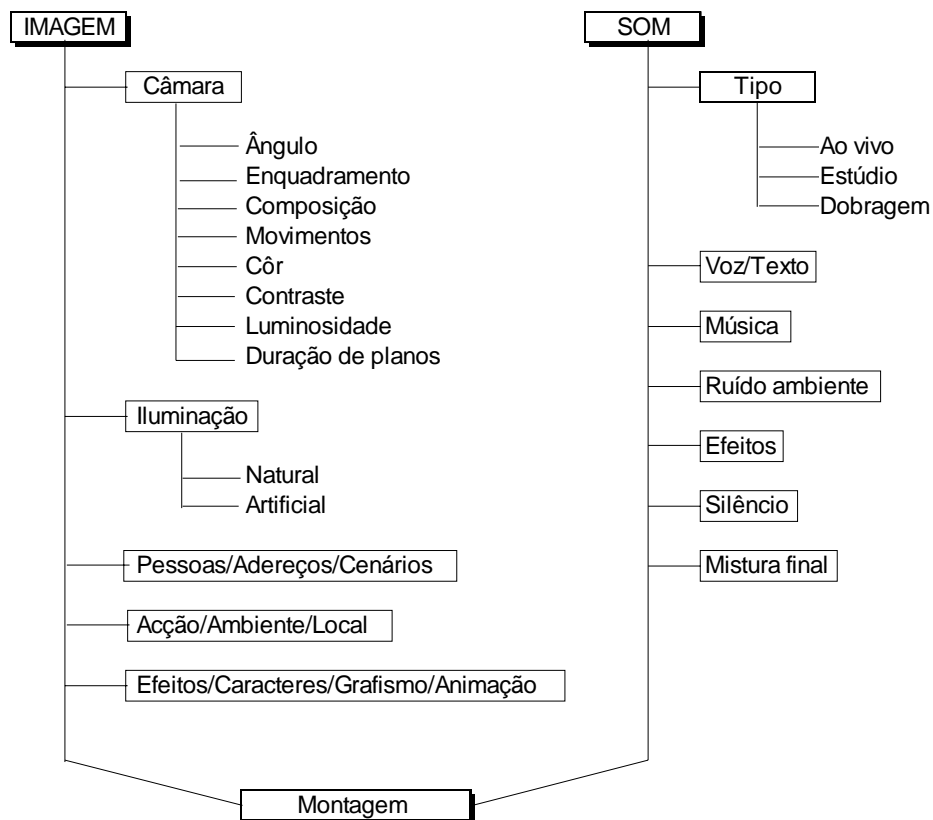 IMAGEM
Câmara
Ângulo
Enquadramento
Composição
Movimentos
Côr
Contraste
Luminosidade
Duração de planos
Iluminação
Natural
Artificial
Pessoas/Adereços/Cenários
Acção/Ambiente/Local
Efeitos/Caracteres/Grafismo/Animação
SOM
Tipo
Ao vivo
Estúdio
Dobragem
Voz/Texto
Música
Ruído ambiente
Efeitos
Silêncio
Mistura final
Montagem